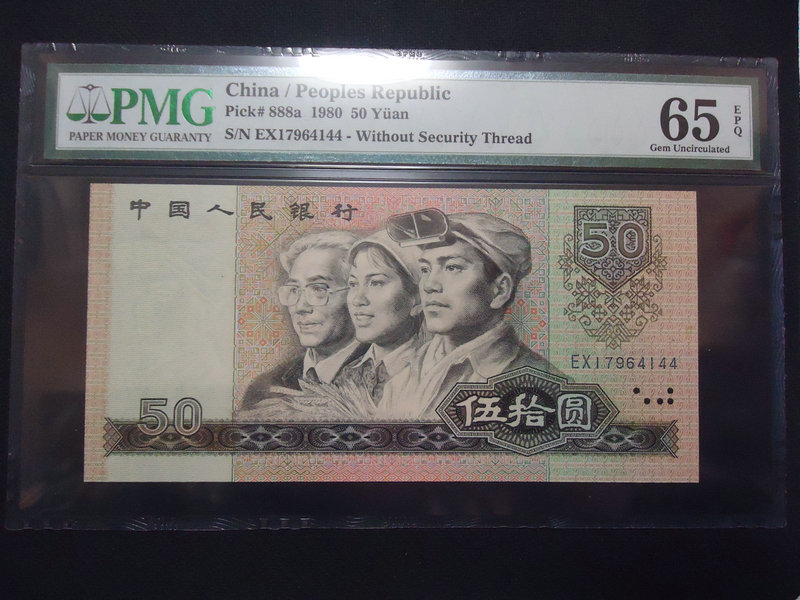 PMG
PAPER MONEY GUARANTY
China / Peoples Republic
Pick# 888a 1980 50 Yüan
S/N EX17964144 - Without Security Thread
65
EPQ
Gem Uncirculated
中国人民银行
50
EX17964144
50
伍拾圆